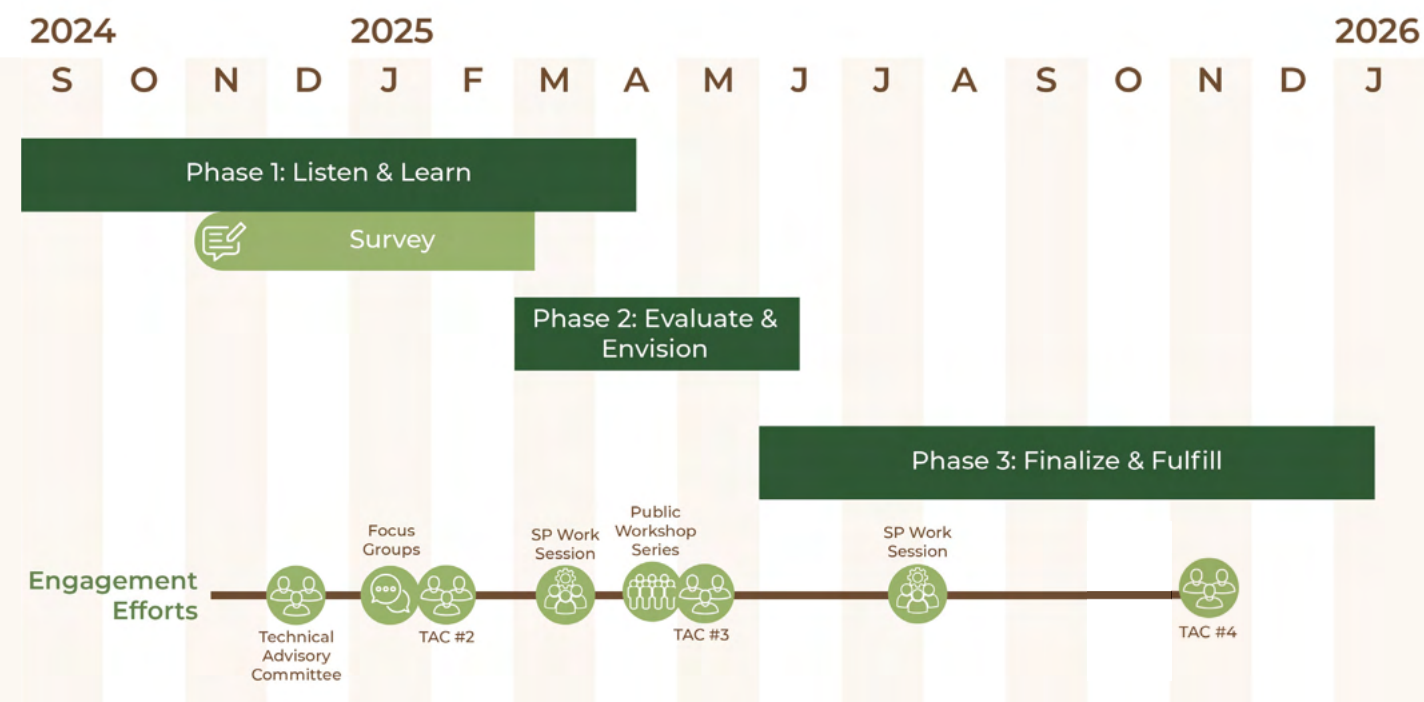 2024 2025 2026
S O N D J F M A M J J A S O N D J
Phase 1: Listen & Learn
Survey
Phase 2: Evaluate &
Envision
Phase 3: Finalize & Fulfill
Engagement
Efforts
Technical
Advisory
Committee
Focus
Groups
TAC #2
SP Work
Session
Public
Workshop
Series
TAC #3
SP Work
Session
TAC #4